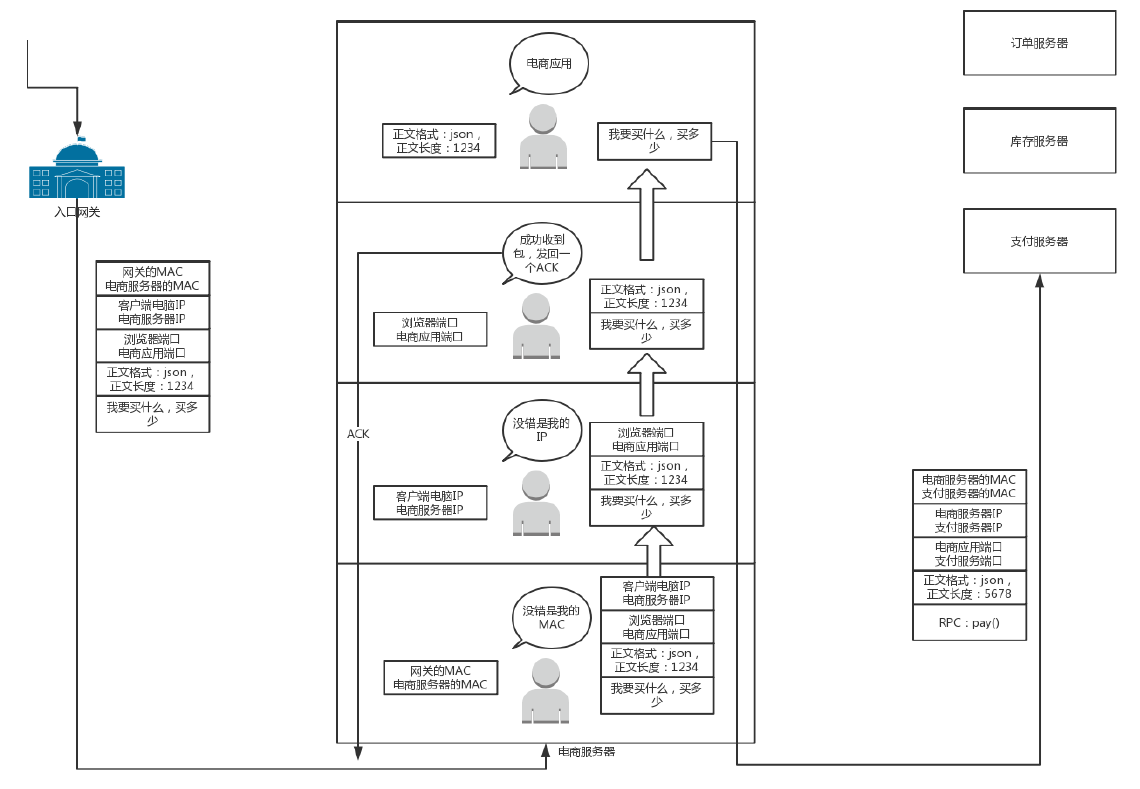 入口网关
网关的MAC
电商服务器的MAC
客户端电脑IP
电商服务器IP
浏览器端口
电商应用端口
正文格式：json，
正文长度：1234
我要买什么，买多
少
电商应用
正文格式：json，
正文长度：1234
我要买什么，买多
少
成功收到
包，发回一
个ACK
浏览器端口
电商应用端口
正文格式：json，
正文长度：1234
我要买什么，买多
少
ACK
没错是我的
IP
客户端电脑IP
电商服务器IP
浏览器端口
电商应用端口
正文格式：json，
正文长度：1234
我要买什么，买多
少
没错是我的
MAC
网关的MAC
电商服务器的MAC
客户端电脑IP
电商服务器IP
浏览器端口
电商应用端口
正文格式：json，
正文长度：1234
我要买什么，买多
少
电商服务器
订单服务器
库存服务器
支付服务器
电商服务器的MAC
支付服务器的MAC
电商服务器IP
支付服务器IP
电商应用端口
支付服务端口
正文格式：json，
正文长度：5678
RPC：pay()